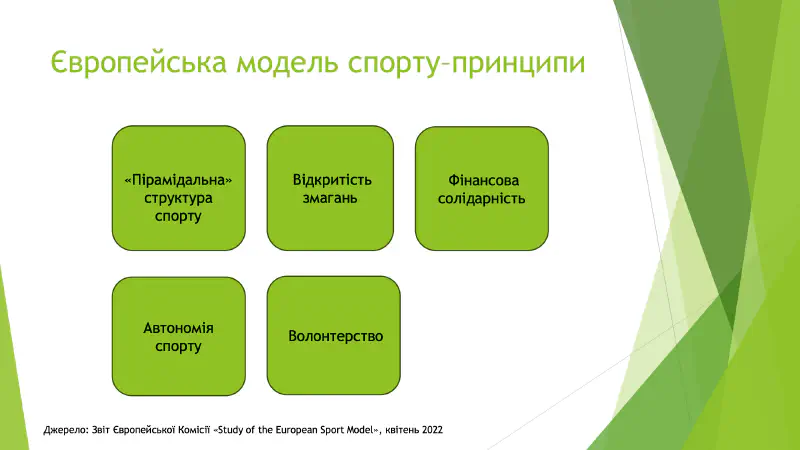 Європейська модель спорту–принципи
«Пірамідальна»
структура
спорту
Відкритість
змагань
Фінансова
солідарність
Автономія
спорту
Волонтерство
Джерело: Звіт Європейської Комісії «Study of the European Sport Model», квітень 2022